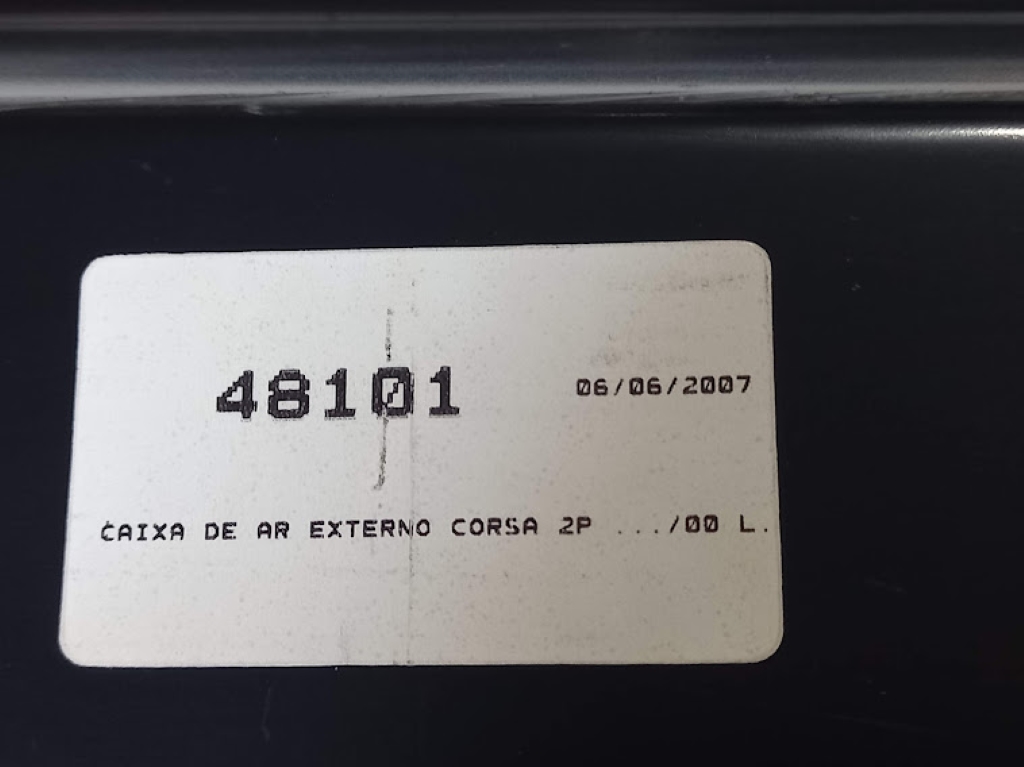 48101 06/06/2007
CAIXA DE AR EXTERNO CORSA 2P .../00 L.